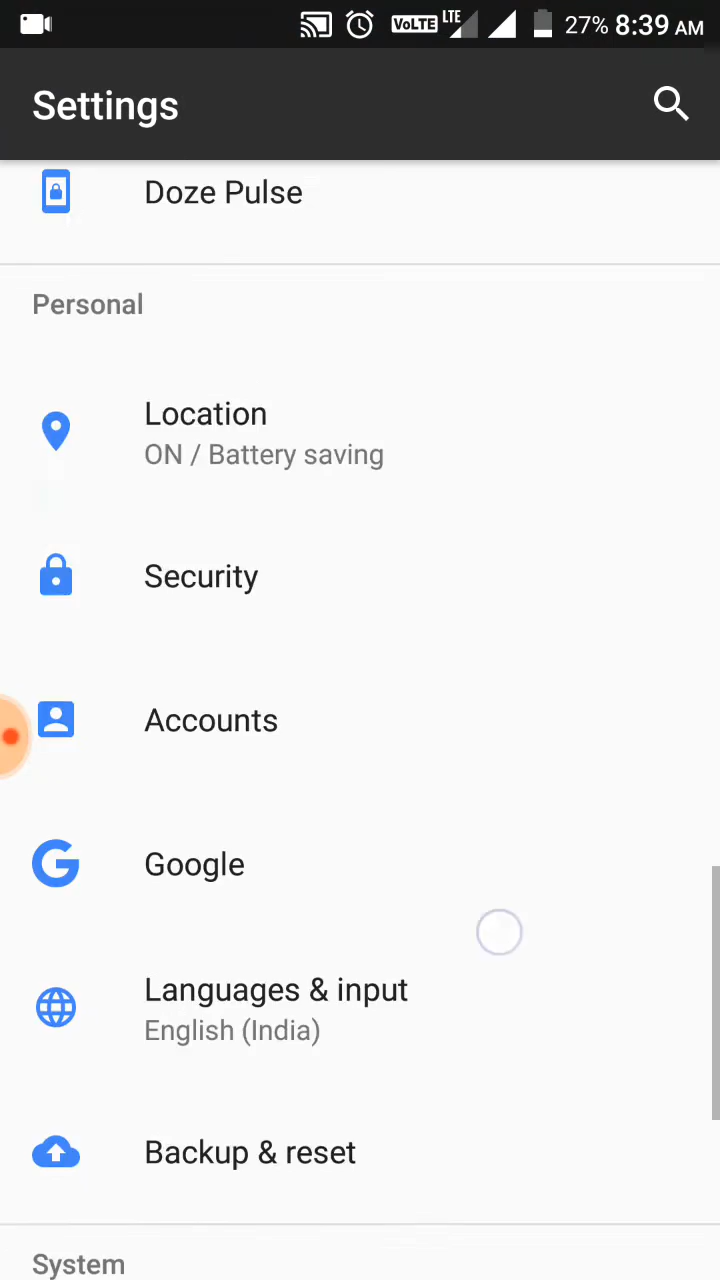 VoLTE LTE 27% 8:39 AM
Settings
Doze Pulse
Personal
Location
ON / Battery saving
Security
Accounts
Google
Languages & input
English (India)
Backup & reset
System